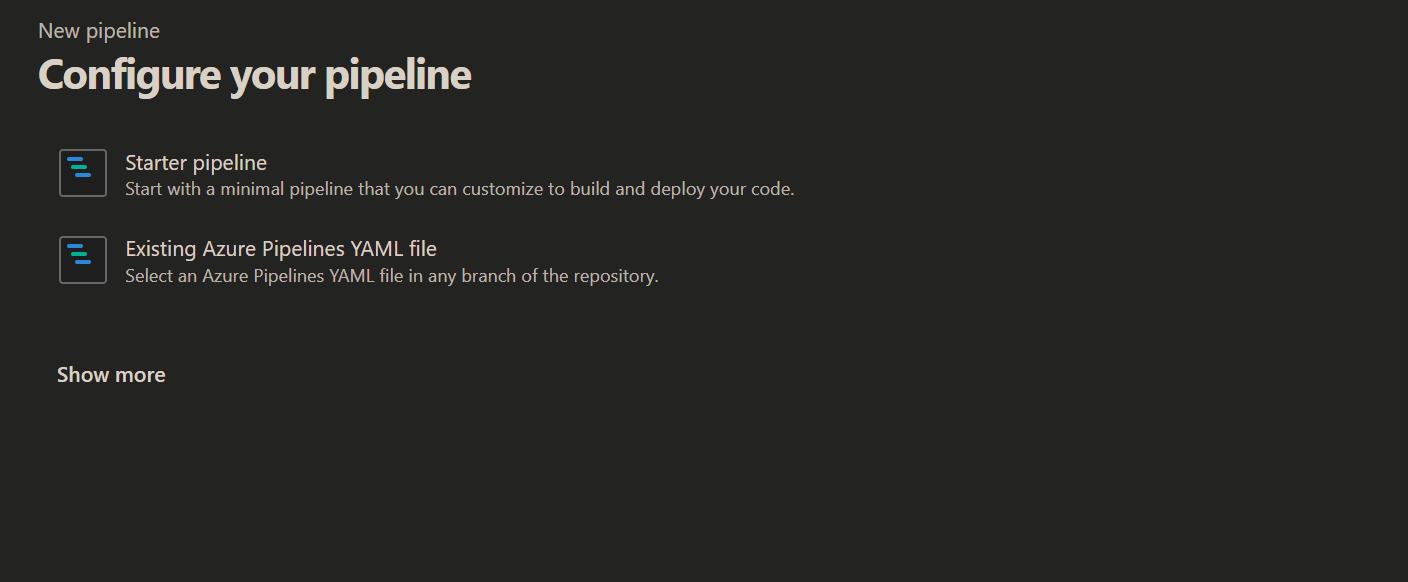 New pipeline
Configure your pipeline
Starter pipeline
Start with a minimal pipeline that you can customize to build and deploy your code.
Existing Azure Pipelines YAML file
Select an Azure Pipelines YAML file in any branch of the repository.
Show more